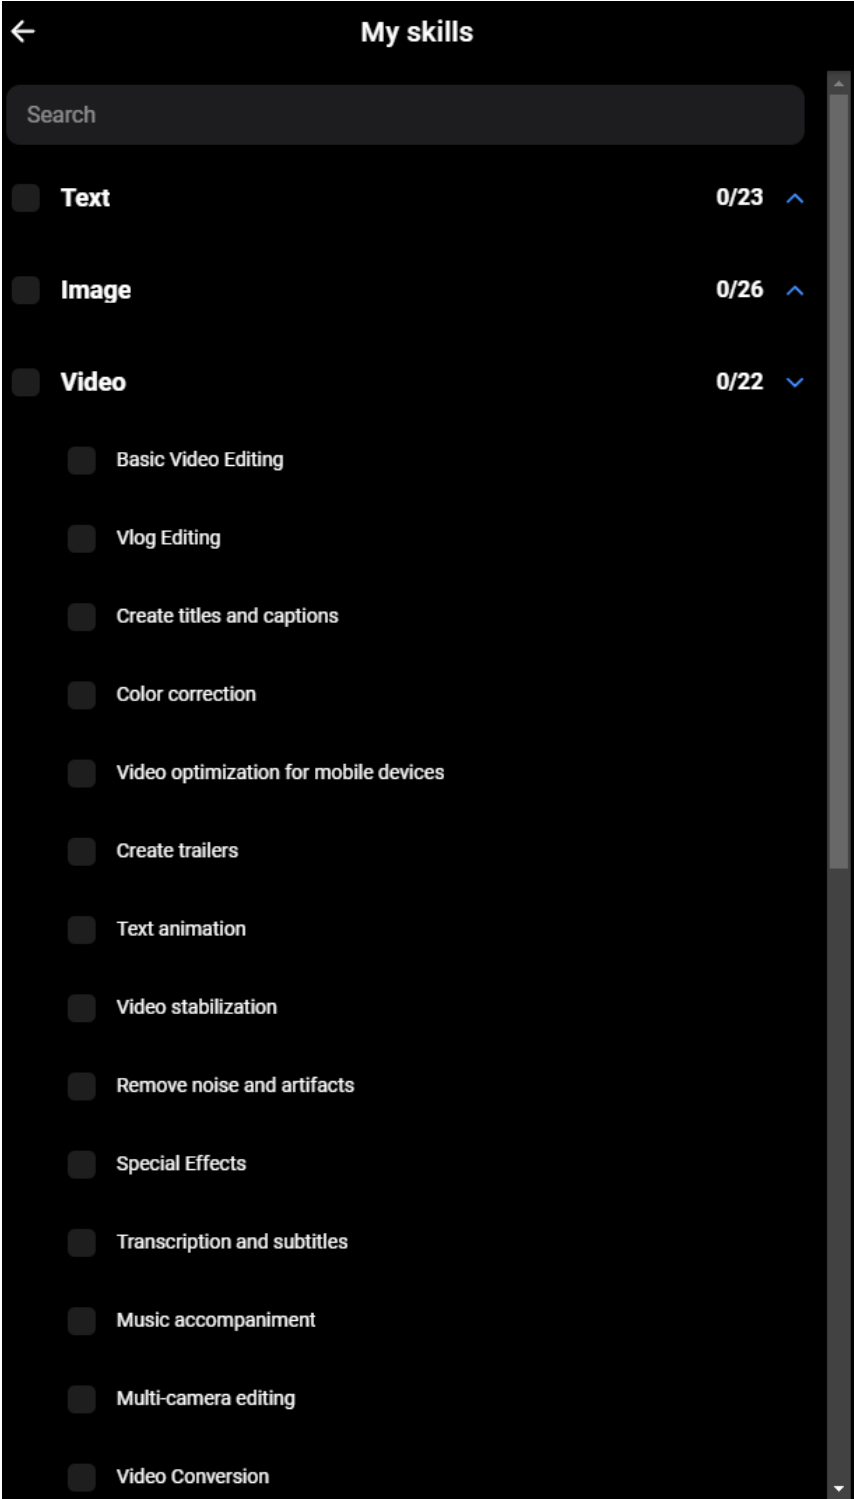 My skills
Search
Text 0/23
Image 0/26
Video 0/22
Basic Video Editing
Vlog Editing
Create titles and captions
Color correction
Video optimization for mobile devices
Create trailers
Text animation
Video stabilization
Remove noise and artifacts
Special Effects
Transcription and subtitles
Music accompaniment
Multi-camera editing
Video Conversion